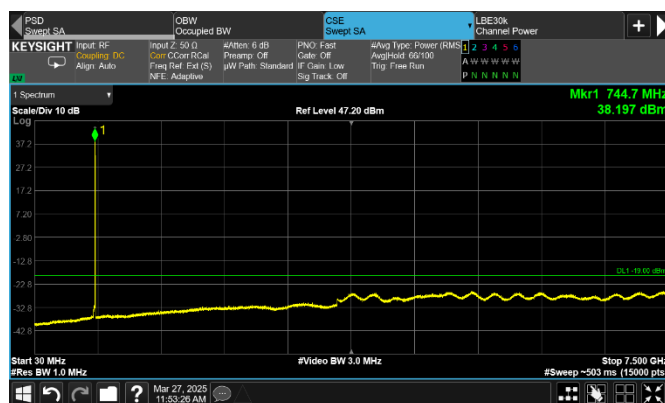 PSD
Swept SA
OBW
Occupied BW
CSE
Swept SA
LBE30k
Channel Power
KEYSIGHT
Input: RF
Coupling: DC
Align: Auto
Input Z: 50 Ω
Corr CCorr RCal
Freq Ref: Ext (S)
NFE: Adaptive
#Atten: 6 dB
Preamp: Off
µW Path: Standard
PNO: Fast
Gate: Off
IF Gain: Low
Sig Track: Off
#Avg Type: Power (RMS
Avg|Hold: 66/100
Trig: Free Run
1 2 3 4 5 6
A W W W W W
P N N N N N
1 Spectrum
Mkr1 744.7 MHz
Scale/Div 10 dB
Ref Level 47.20 dBm
38.197 dBm
Log
1
37.2
27.2
17.2
7.20
-2.80
-12.8
DL1 -19.00 dBm
-22.8
-32.8
-42.8
Start 30 MHz
#Video BW 3.0 MHz
Stop 7.500 GHz
#Res BW 1.0 MHz
#Sweep ~503 ms (15000 pts)
?
Mar 27, 2025
11:53:26 AM